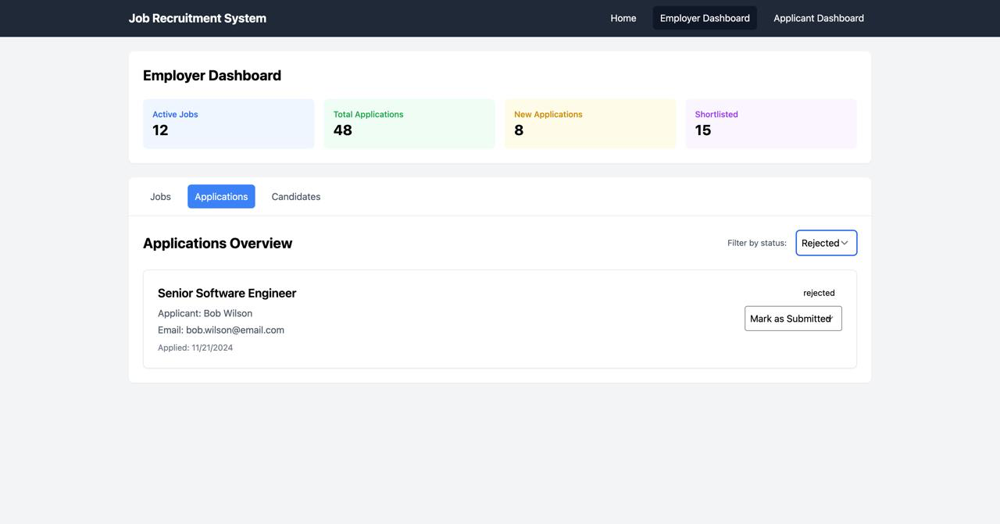 Job Recruitment System
Home
Employer Dashboard
Applicant Dashboard
Employer Dashboard
Active Jobs
12
Total Applications
48
New Applications
8
Shortlisted
15
Jobs
Applications
Candidates
Applications Overview
Filter by status:
Rejected
Senior Software Engineer
rejected
Applicant: Bob Wilson
Mark as Submitted
Email: bob.wilson@email.com
Applied: 11/21/2024